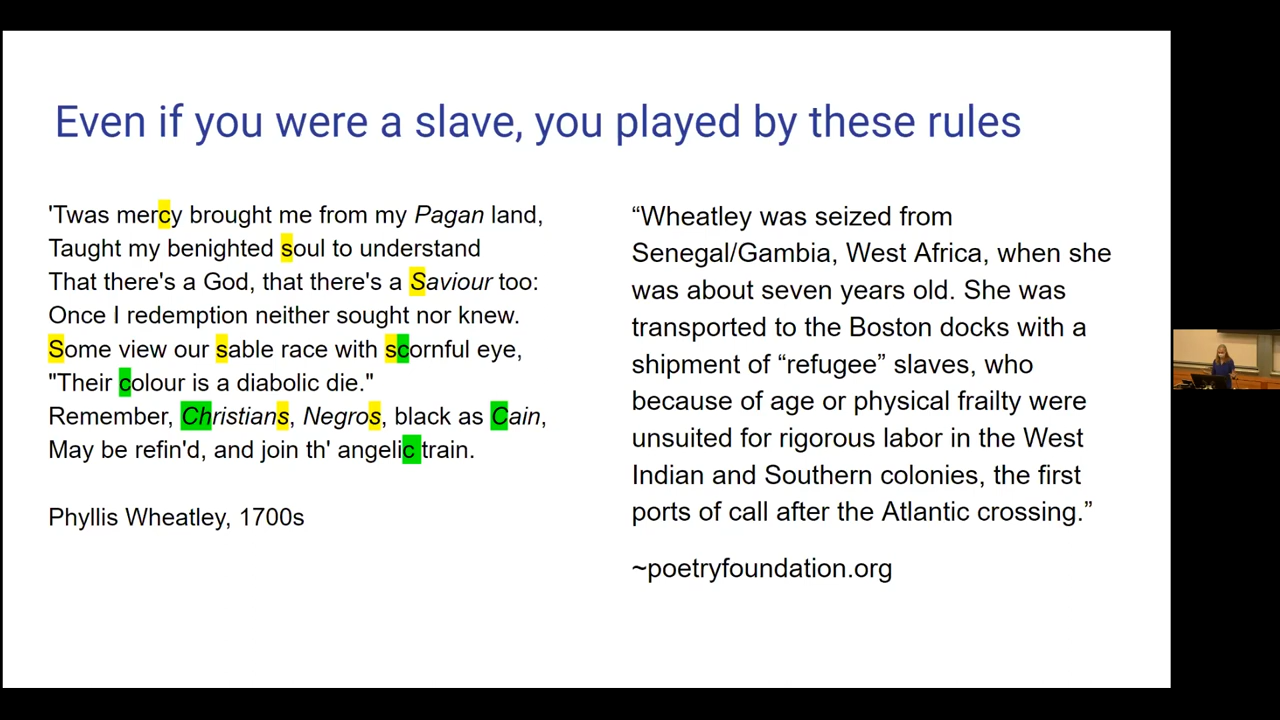 Even if you were a slave, you played by these rules
'Twas mercy brought me from my Pagan land,
Taught my benighted soul to understand
That there's a God, that there's a Saviour too:
Once I redemption neither sought nor knew.
Some view our sable race with scornful eye,
"Their colour is a diabolic die."
Remember, Christians, Negros, black as Cain,
May be refin'd, and join th' angelic train.
Phyllis Wheatley, 1700s
“Wheatley was seized from
Senegal/Gambia, West Africa, when she
was about seven years old. She was
transported to the Boston docks with a
shipment of “refugee” slaves, who
because of age or physical frailty were
unsuited for rigorous labor in the West
Indian and Southern colonies, the first
ports of call after the Atlantic crossing.”
~poetryfoundation.org